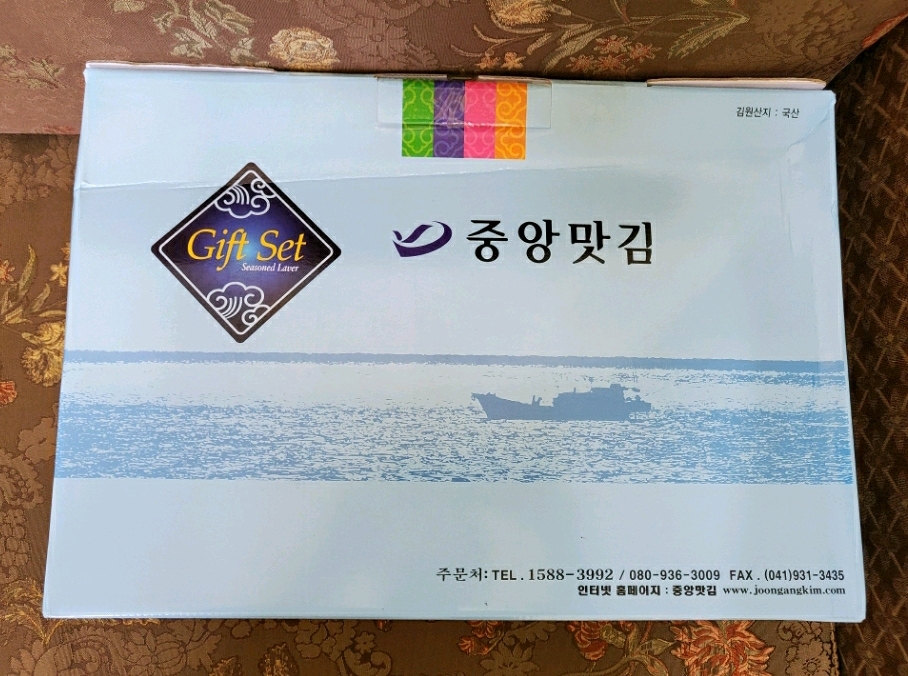 김원산지 : 국산
Gift Set
Seasoned Laver
중앙맛김
주문처: TEL . 1588-3992 / 080-936-3009 FAX . (041)931-3435
인터넷 홈페이지 : 중앙맛김 www.joongangkim.com